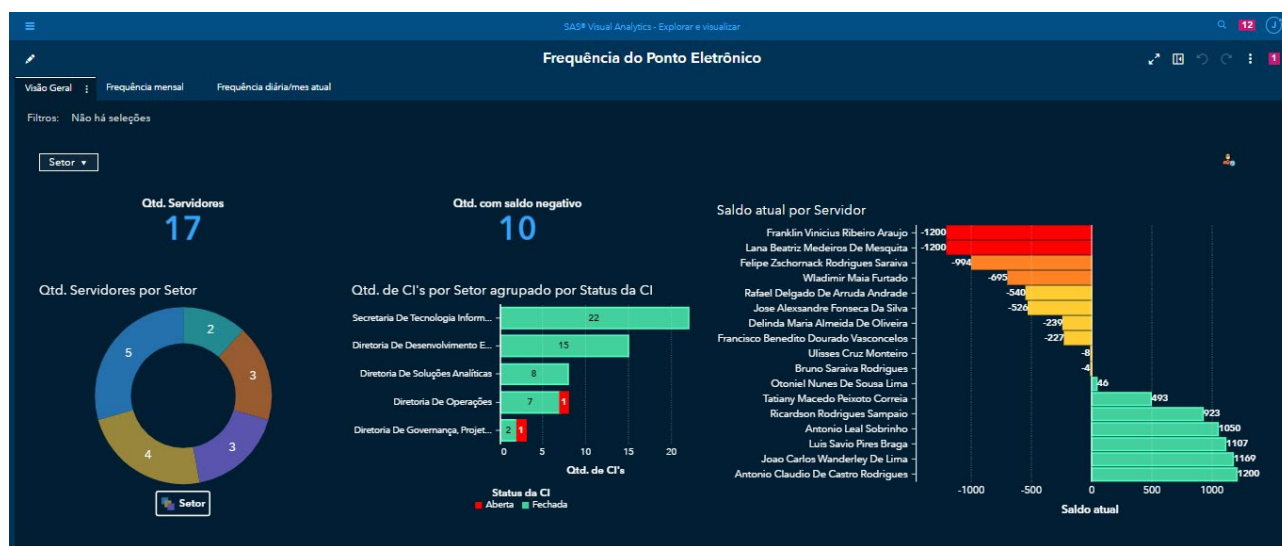 SAS® Visual Analytics - Explorar e visualizar
12
J
Frequência do Ponto Eletrônico
1
Visão Geral
Frequência mensal
Frequência diária/mes atual
Filtros: Não há seleções
Setor
Qtd. Servidores
17
Qtd. com saldo negativo
10
Qtd. Servidores por Setor
2
3
3
4
5
Setor
Qtd. de CI's por Setor agrupado por Status da CI
Secretaria De Tecnologia Inform... 22
Diretoria De Desenvolvimento E... 15
Diretoria De Soluções Analíticas 8
Diretoria De Operações 7 1
Diretoria De Governança, Projet... 2 1
0 5 10 15 20
Qtd. de CI's
Status da CI
Aberta Fechada
Saldo atual por Servidor
Franklin Vinicius Ribeiro Araujo -1200
Lana Beatriz Medeiros De Mesquita -1200
Felipe Zschornack Rodrigues Saraiva -994
Wladimir Maia Furtado -695
Rafael Delgado De Arruda Andrade -540
Jose Alexsandre Fonseca Da Silva -526
Delinda Maria Almeida De Oliveira -239
Francisco Benedito Dourado Vasconcelos -227
Ulisses Cruz Monteiro -8
Bruno Saraiva Rodrigues -4
Otoniel Nunes De Sousa Lima 46
Tatiany Macedo Peixoto Correia 493
Ricardson Rodrigues Sampaio 923
Antonio Leal Sobrinho 1050
Luis Savio Pires Braga 1107
Joao Carlos Wanderley De Lima 1169
Antonio Claudio De Castro Rodrigues 1200
-1000 -500 0 500 1000
Saldo atual